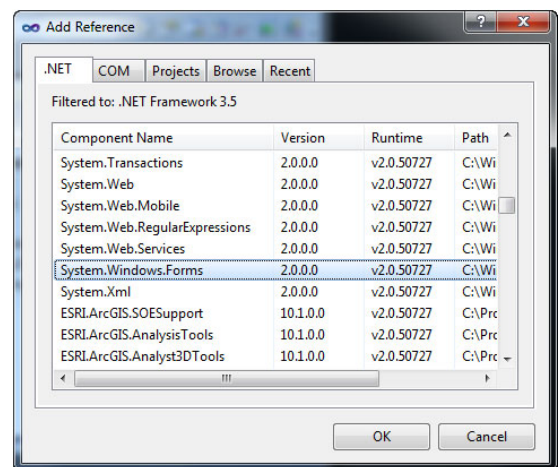 Add Reference
.NET COM Projects Browse Recent
Filtered to: .NET Framework 3.5
Component Name Version Runtime Path
System.Transactions 2.0.0.0 v2.0.50727 C:\Wi
System.Web 2.0.0.0 v2.0.50727 C:\Wi
System.Web.Mobile 2.0.0.0 v2.0.50727 C:\Wi
System.Web.RegularExpressions 2.0.0.0 v2.0.50727 C:\Wi
System.Web.Services 2.0.0.0 v2.0.50727 C:\Wi
System.Windows.Forms 2.0.0.0 v2.0.50727 C:\Wi
System.Xml 2.0.0.0 v2.0.50727 C:\Wi
ESRI.ArcGIS.SOESupport 10.1.0.0 v2.0.50727 C:\Prc
ESRI.ArcGIS.AnalysisTools 10.1.0.0 v2.0.50727 C:\Prc
ESRI.ArcGIS.Analyst3DTools 10.1.0.0 v2.0.50727 C:\Prc
OK Cancel